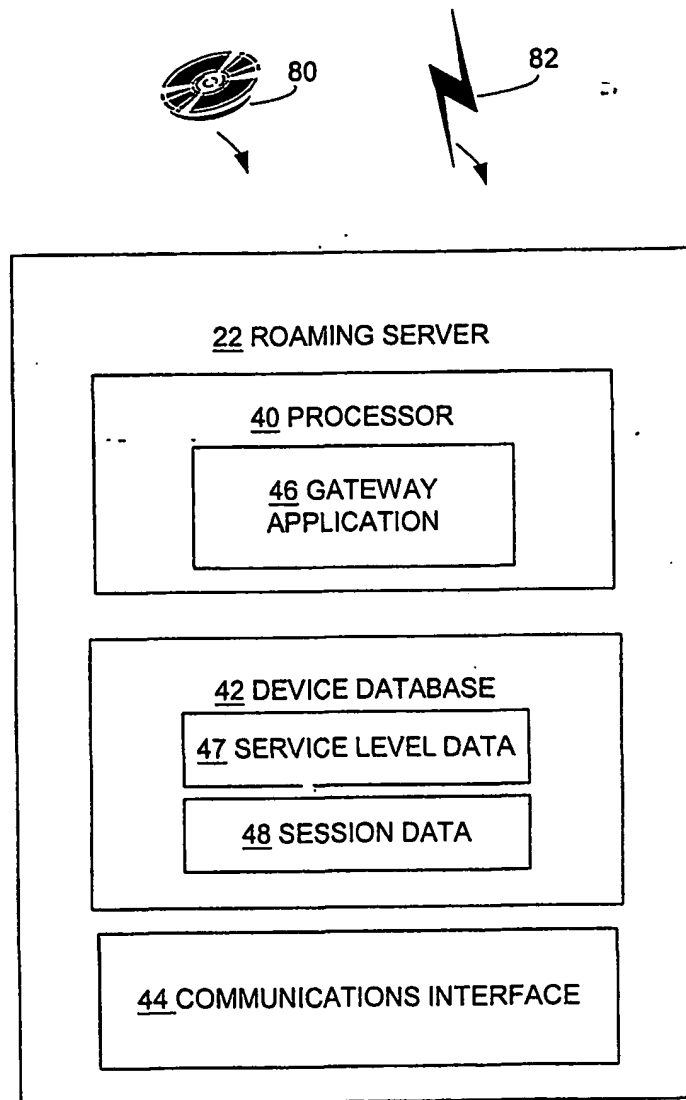 80
82
22 ROAMING SERVER
40 PROCESSOR
46 GATEWAY
APPLICATION
42 DEVICE DATABASE
47 SERVICE LEVEL DATA
48 SESSION DATA
44 COMMUNICATIONS INTERFACE